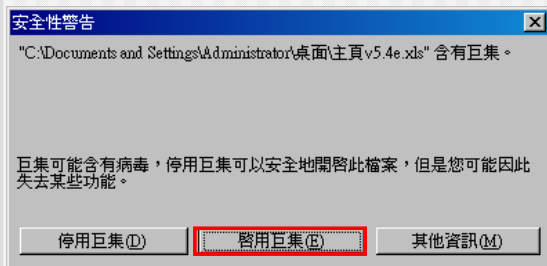 安全性警告
"C:\Documents and Settings\Administrator\桌面\主頁v5.4e.xls" 含有巨集。
巨集可能含有病毒，停用巨集可以安全地開啓此檔案，但是您可能因此
失去某些功能。
停用巨集(D) 啓用巨集(E) 其他資訊(M)